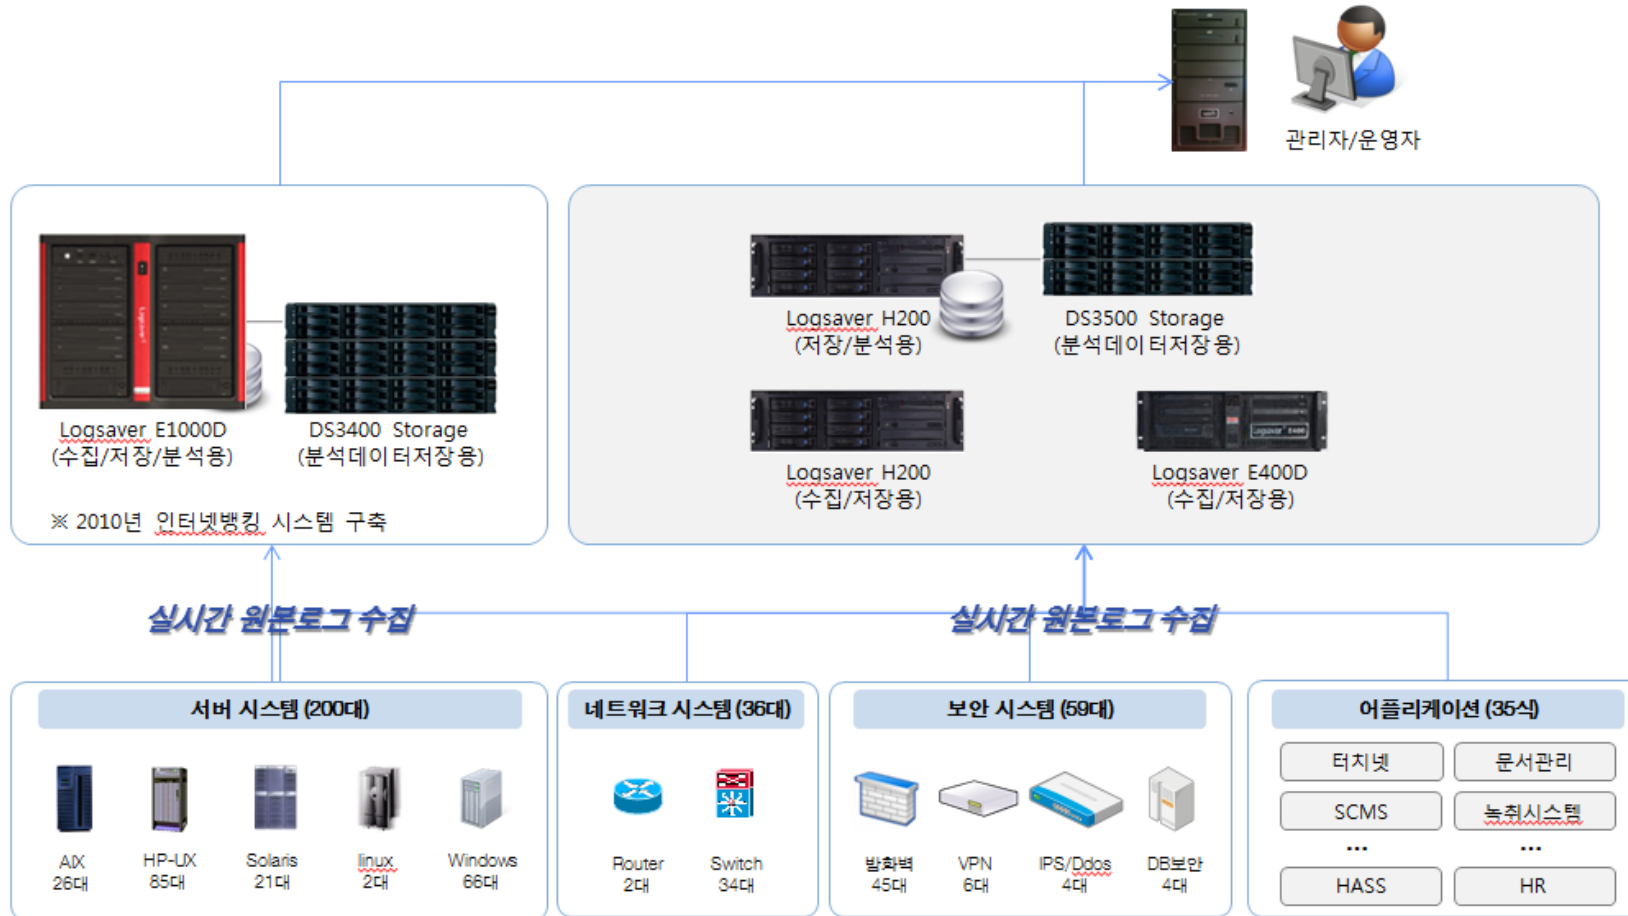 관리자/운영자
Logsaver H200
(저장/분석용)
DS3500 Storage
(분석데이터저장용)
Logsaver E1000D
(수집/저장/분석용)
DS3400 Storage
(분석데이터저장용)
Logsaver H200
(수집/저장용)
Logsaver E400D
(수집/저장용)
※ 2010년 인터넷뱅킹 시스템 구축
실시간 원본로그 수집
실시간 원본로그 수집
서버 시스템 (200대)
AIX
26대
HP-UX
85대
Solaris
21대
linux
2대
Windows
66대
네트워크 시스템 (36대)
Router
2대
Switch
34대
보안 시스템 (59대)
방화벽
45대
VPN
6대
IPS/Ddos
4대
DB보안
4대
어플리케이션 (35식)
터치넷
문서관리
SCMS
녹취시스템
...
...
HASS
HR